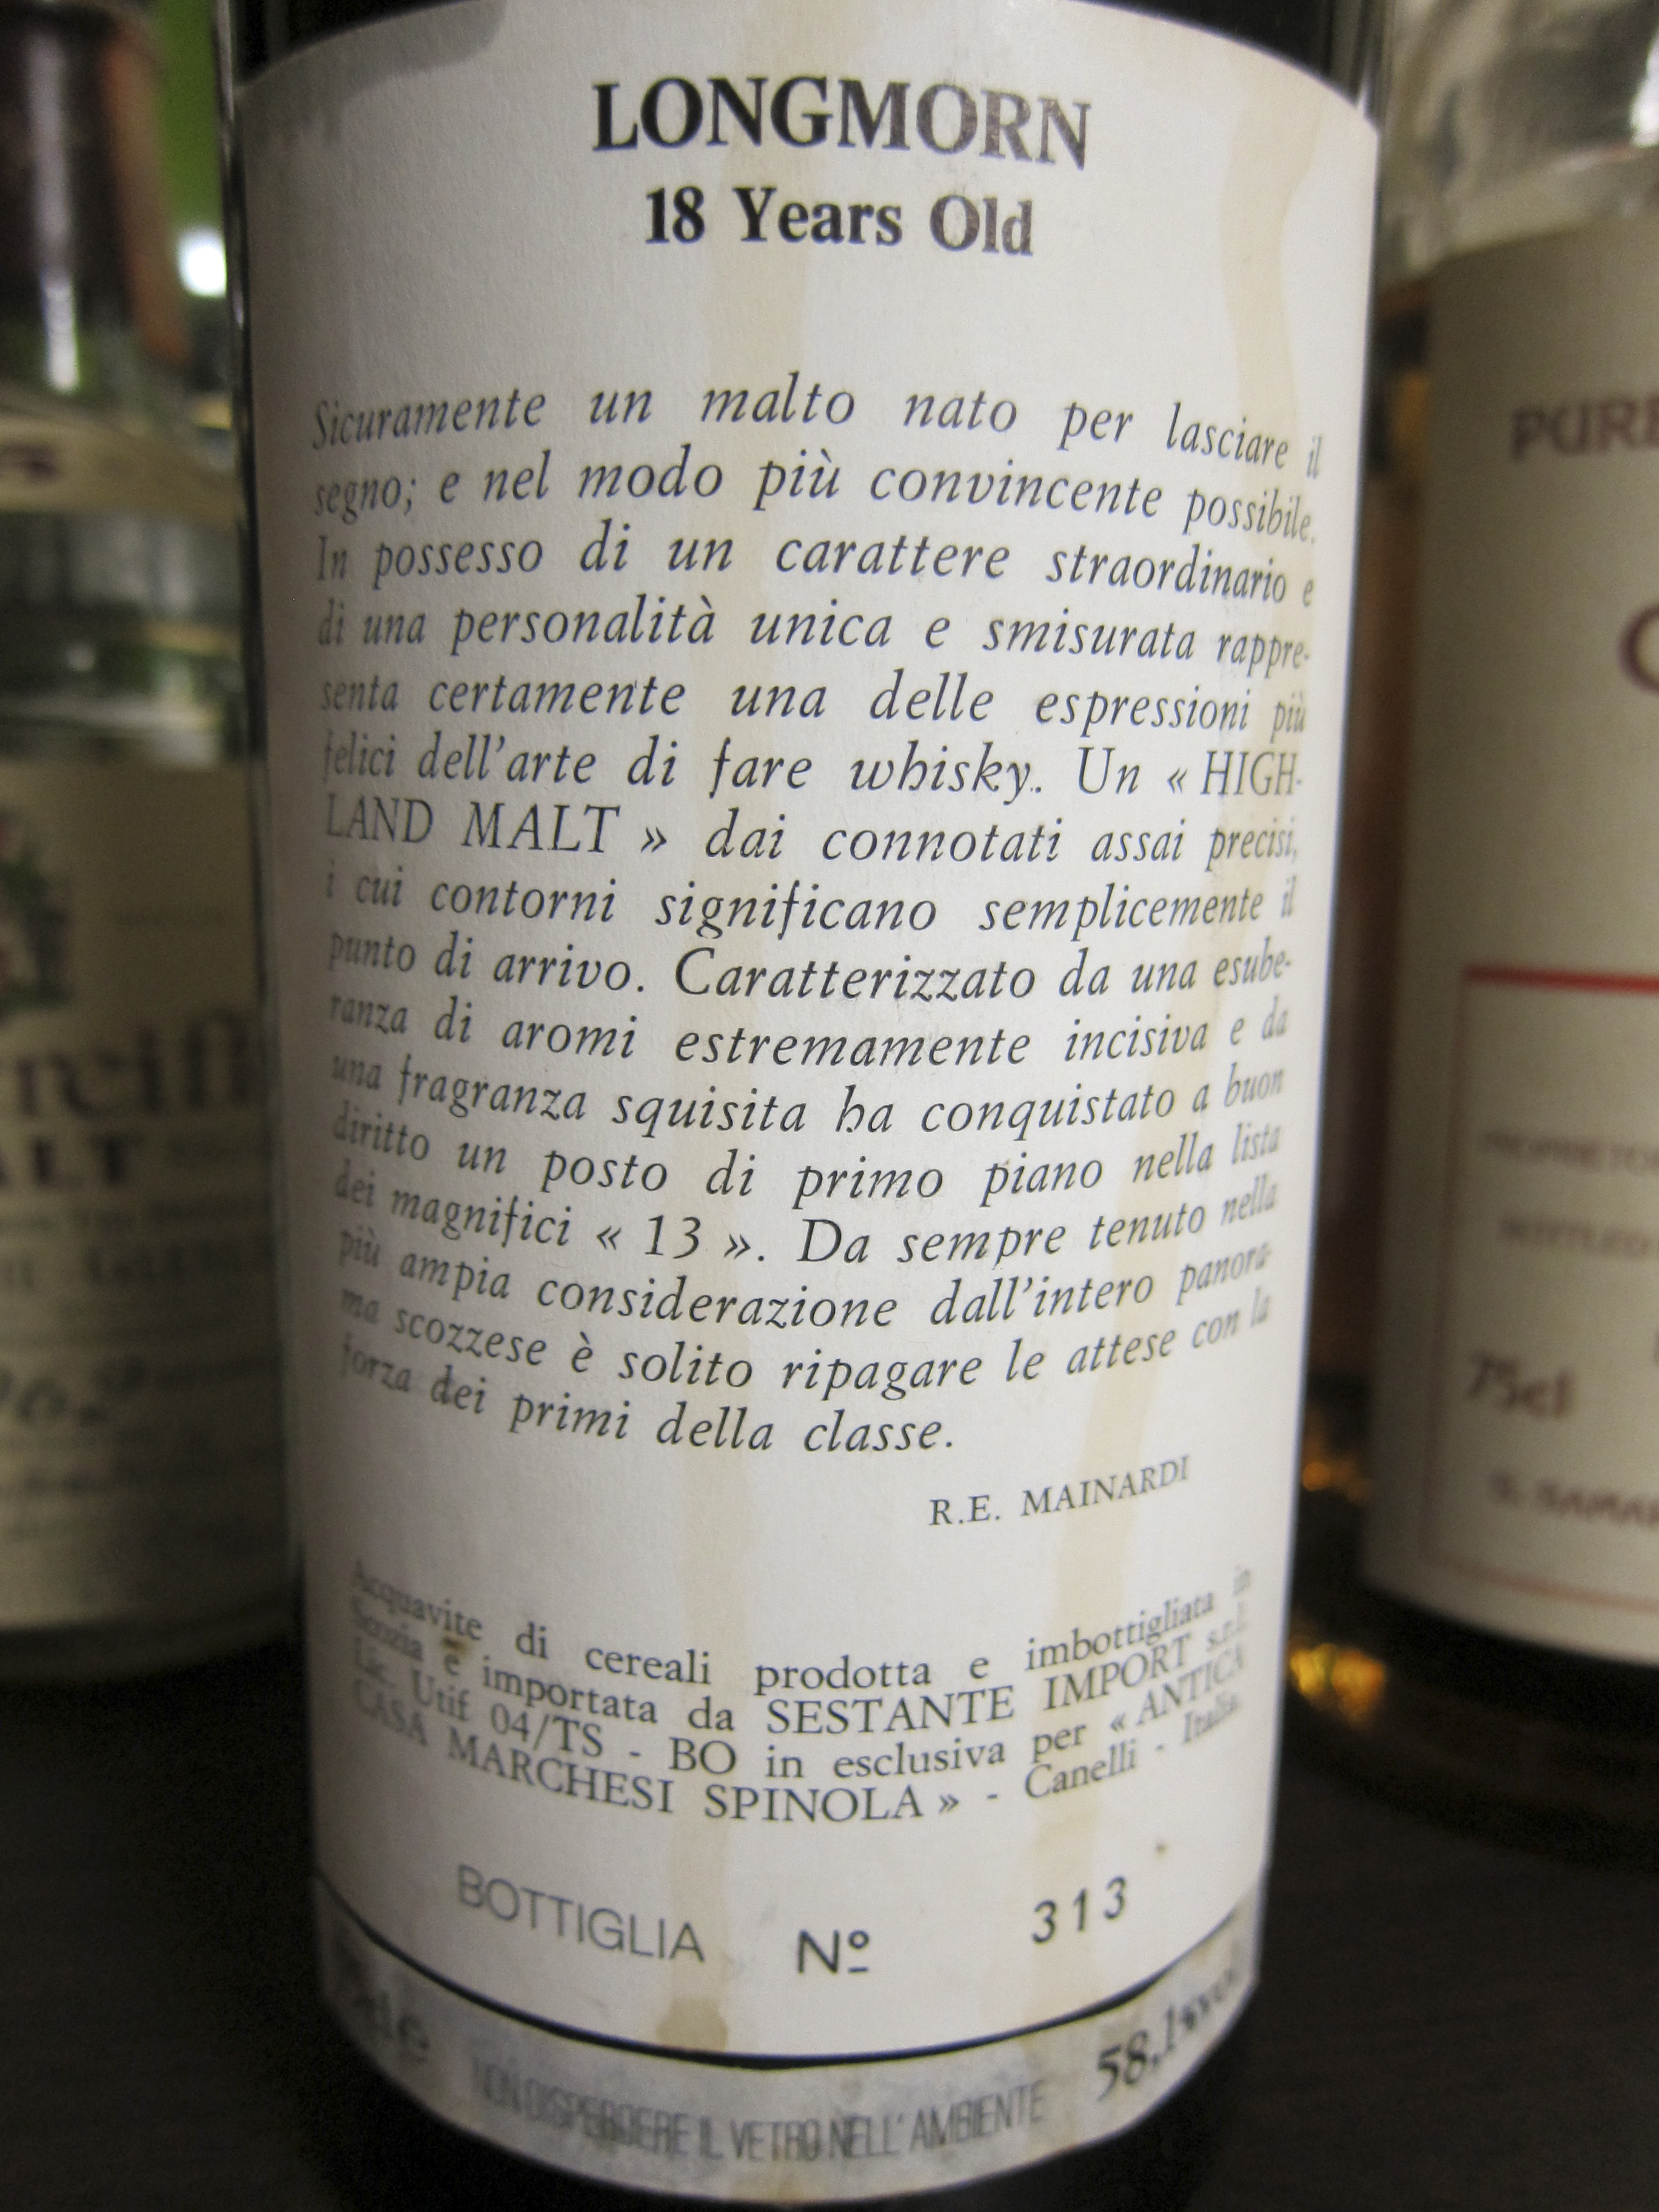 LONGMORN
18 Years Old
Sicuramente un malto nato per lasciare il
segno; e nel modo più convincente possibile.
In possesso di un carattere straordinario e
di una personalità unica e smisurata rappre-
senta certamente una delle espressioni più
felici dell'arte di fare whisky. Un « HIGH-
LAND MALT » dai connotati assai precisi,
i cui contorni significano semplicemente il
punto di arrivo. Caratterizzato da una esube-
ranza di aromi estremamente incisiva e da
una fragranza squisita ha conquistato a buon
diritto un posto di primo piano nella lista
dei magnifici « 13 ». Da sempre tenuto nella
più ampia considerazione dall'intero panora-
ma scozzese è solito ripagare le attese con la
forza dei primi della classe.
R.E. MAINARDI
Acquavite di cereali prodotta e imbottigliata in
Scozia e importata da SESTANTE IMPORT s.r.l.
Lic. Utif 04/TS - BO in esclusiva per « ANTICA
CASA MARCHESI SPINOLA » - Canelli - Italia
BOTTIGLIA Nº 313
58,1%vol
NON DISPERDERE IL VETRO NELL'AMBIENTE
PURE
75cl
ALT